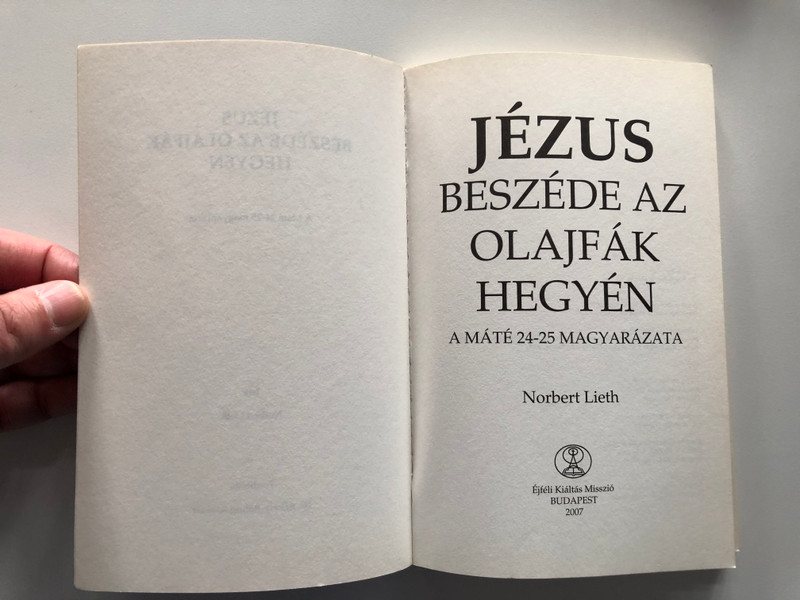 JÉZUS
BESZÉDE AZ
OLAJFÁK
HEGYÉN
A MÁTÉ 24-25 MAGYARÁZATA
Norbert Lieth
Éjféli Kiáltás Misszió
BUDAPEST
2007